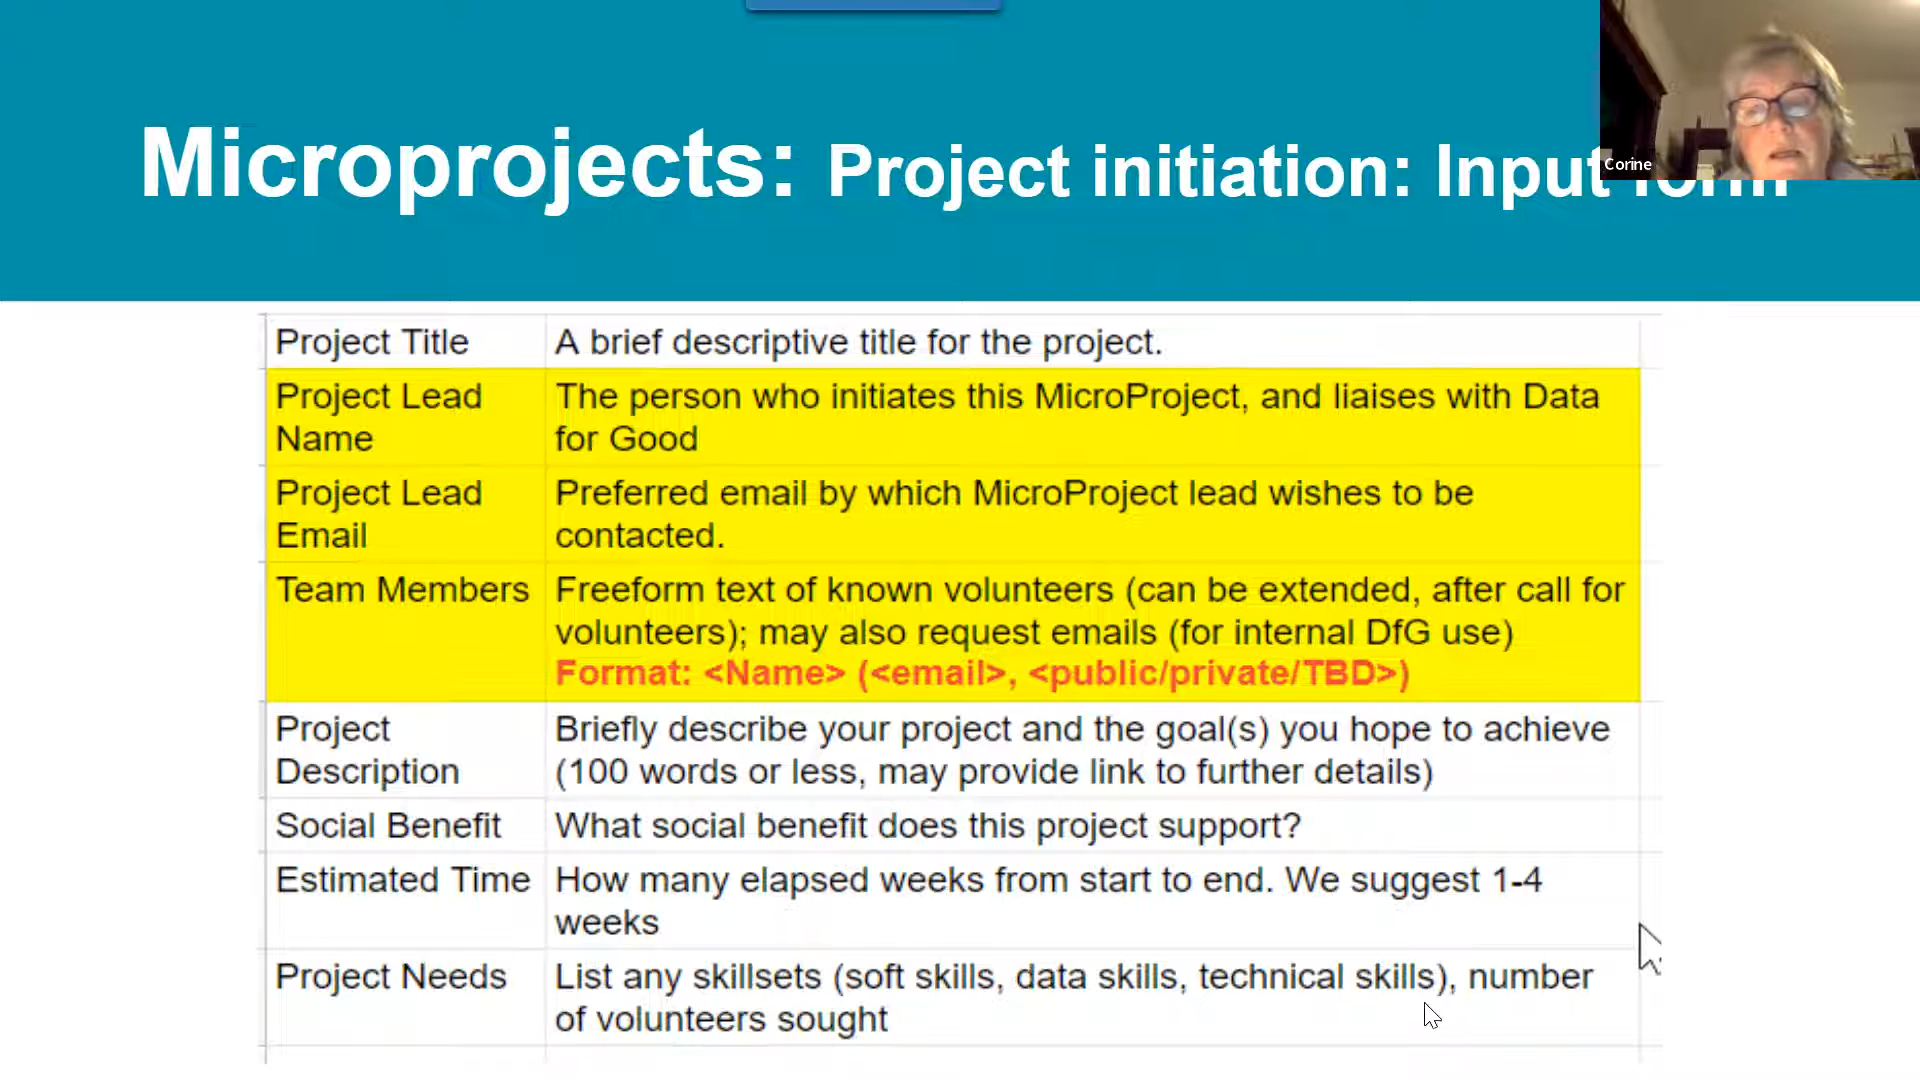 Microprojects: Project initiation: Input form
Corine
Project Title
A brief descriptive title for the project.
Project Lead
Name
The person who initiates this MicroProject, and liaises with Data
for Good
Project Lead
Email
Preferred email by which MicroProject lead wishes to be
contacted.
Team Members
Freeform text of known volunteers (can be extended, after call for
volunteers); may also request emails (for internal DfG use)
Format: <Name> (<email>, <public/private/TBD>)
Project
Description
Briefly describe your project and the goal(s) you hope to achieve
(100 words or less, may provide link to further details)
Social Benefit
What social benefit does this project support?
Estimated Time
How many elapsed weeks from start to end. We suggest 1-4
weeks
Project Needs
List any skillsets (soft skills, data skills, technical skills), number
of volunteers sought